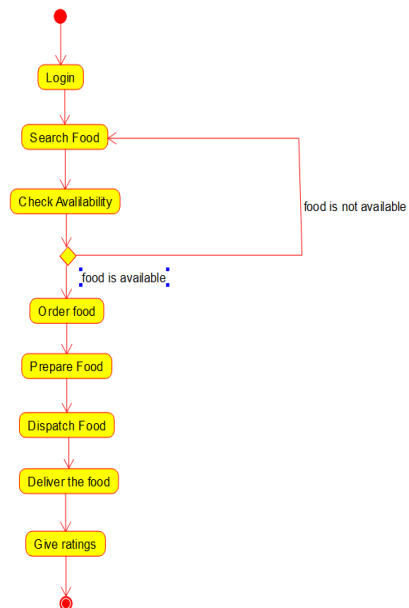 Login
Search Food
Check Avalilability
food is not available
food is available
Order food
Prepare Food
Dispatch Food
Deliver the food
Give ratings